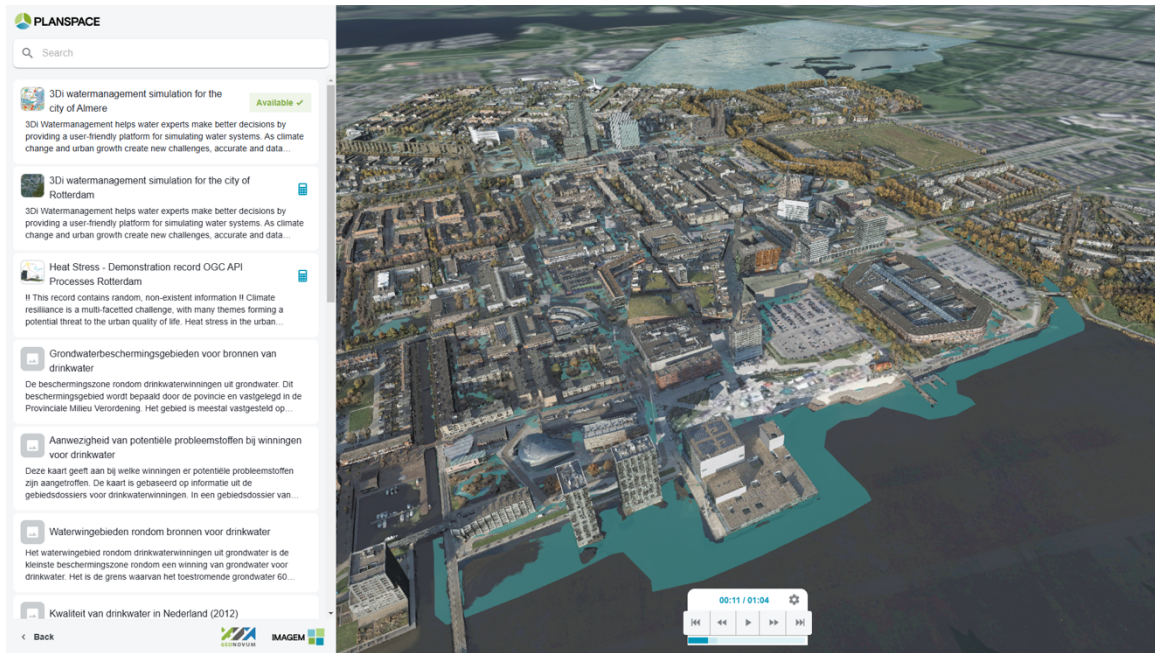 PLANSPACE
Search
3Di watermanagement simulation for the
city of Almere
Available ✓
3Di Watermanagement helps water experts make better decisions by
providing a user-friendly platform for simulating water systems. As climate
change and urban growth create new challenges, accurate and data…
3Di watermanagement simulation for the city of
Rotterdam
3Di Watermanagement helps water experts make better decisions by
providing a user-friendly platform for simulating water systems. As climate
change and urban growth create new challenges, accurate and data…
Heat Stress - Demonstration record OGC API
Processes Rotterdam
!! This record contains random, non-existent information !! Climate
resiliance is a multi-facetted challenge, with many themes forming a
potential threat to the urban quality of life. Heat stress in the urban…
Grondwaterbeschermingsgebieden voor bronnen van
drinkwater
De beschermingszone rondom drinkwaterwinningen uit grondwater. Dit
beschermingsgebied wordt bepaald door de povincie en vastgelegd in de
Provinciale Milieu Verordening. Het gebied is meestal vastgesteld op…
Aanwezigheid van potentiële probleemstoffen bij winningen
voor drinkwater
Deze kaart geeft aan bij welke winningen er potentiële probleemstoffen
zijn aangetroffen. De kaart is gebaseerd op informatie uit de
gebiedsdossiers voor drinkwaterwinningen. In een gebiedsdossier van…
Waterwingebieden rondom bronnen voor drinkwater
Het waterwingebied rondom drinkwaterwinningen uit grondwater is de
kleinste beschermingszone rondom een winning van grondwater voor
drinkwater. Het is de grens waarvan het toestromende grondwater 60…
Kwaliteit van drinkwater in Nederland (2012)
Back
GEONOVUM
IMAGEM
00:11 / 01:04